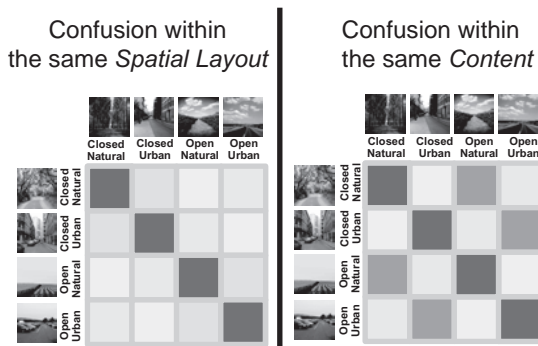 Confusion within
the same Spatial Layout
Closed
Natural
Closed
Urban
Open
Natural
Open
Urban
Closed
Natural
Closed
Urban
Open
Natural
Open
Urban
Confusion within
the same Content
Closed
Natural
Closed
Urban
Open
Natural
Open
Urban
Closed
Natural
Closed
Urban
Open
Natural
Open
Urban